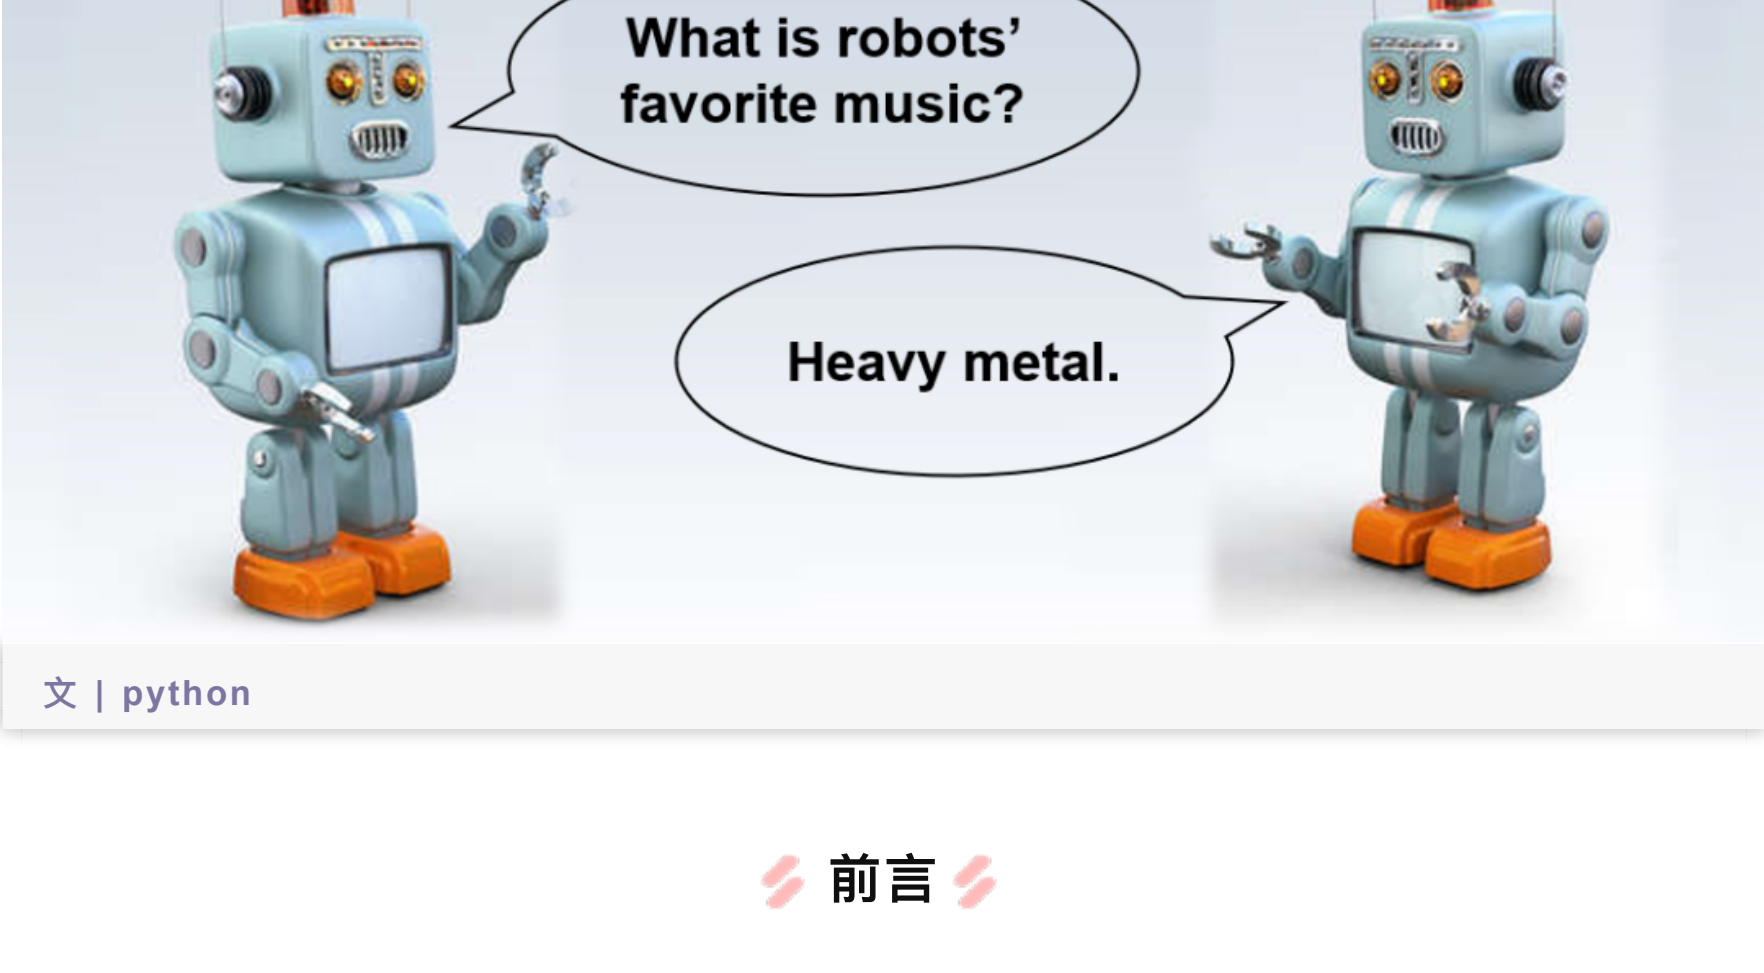 What is robots’
favorite music?
Heavy metal.
文 | python
前言